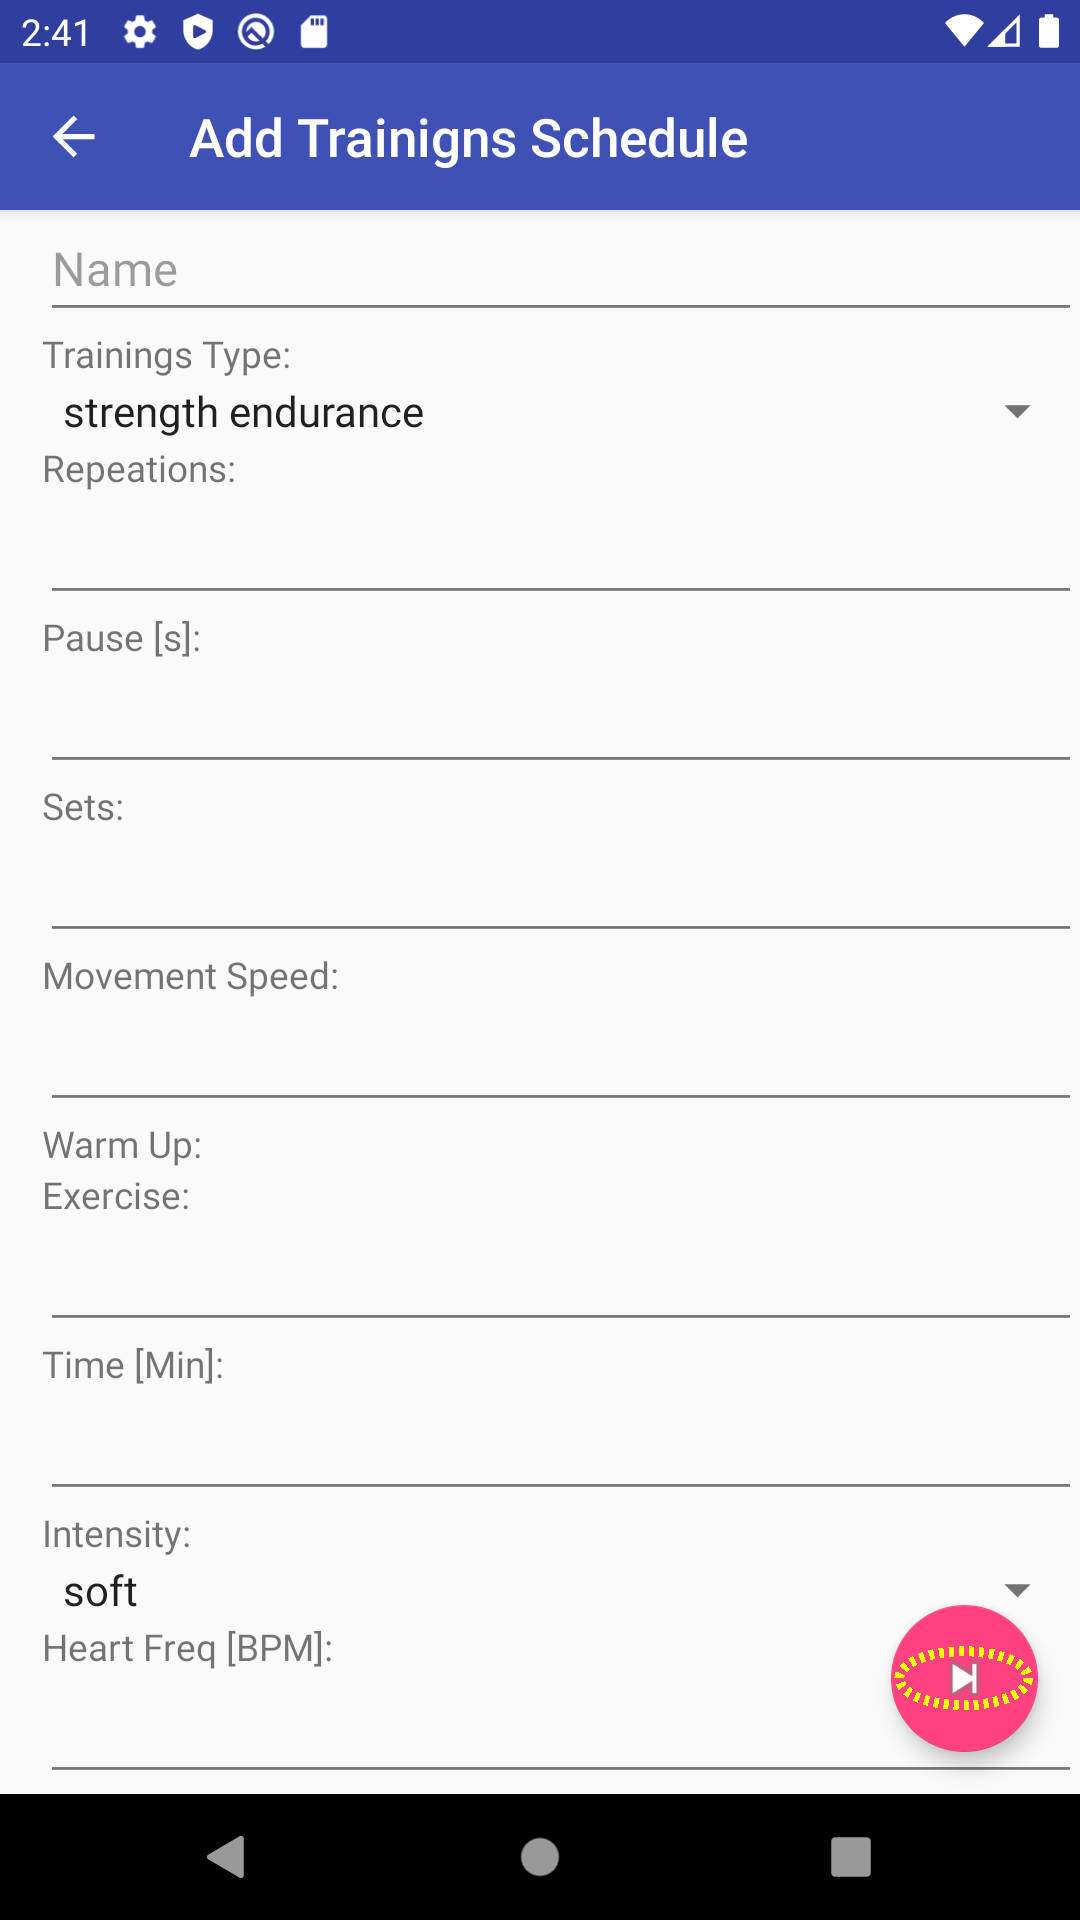 2:41
Add Trainigns Schedule
Name
Trainings Type:
strength endurance
Repeations:
Pause [s]:
Sets:
Movement Speed:
Warm Up:
Exercise:
Time [Min]:
Intensity:
soft
Heart Freq [BPM]: